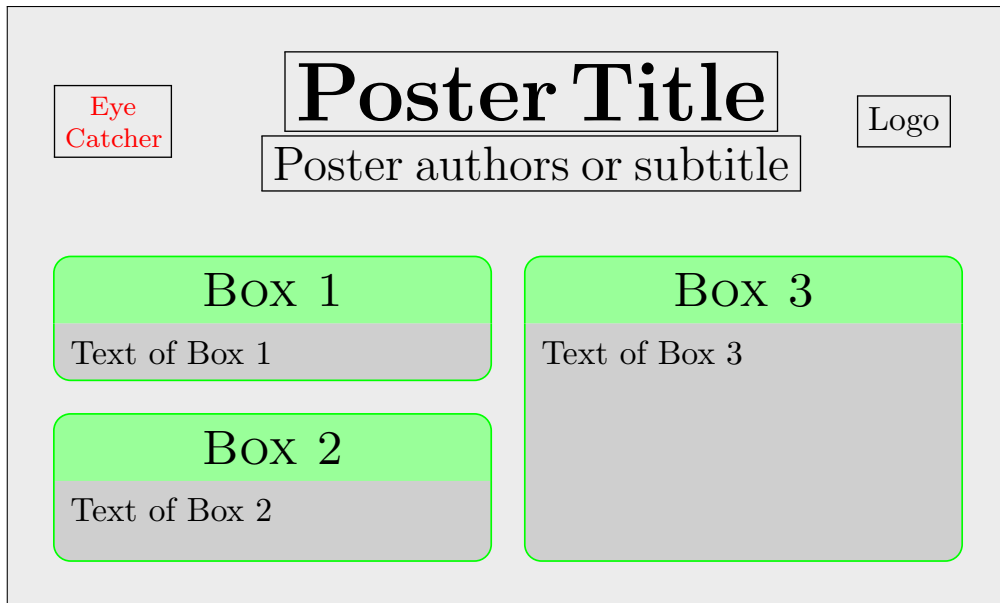 Eye
Catcher
Poster Title
Poster authors or subtitle
Logo
Box 1
Text of Box 1
Box 2
Text of Box 2
Box 3
Text of Box 3